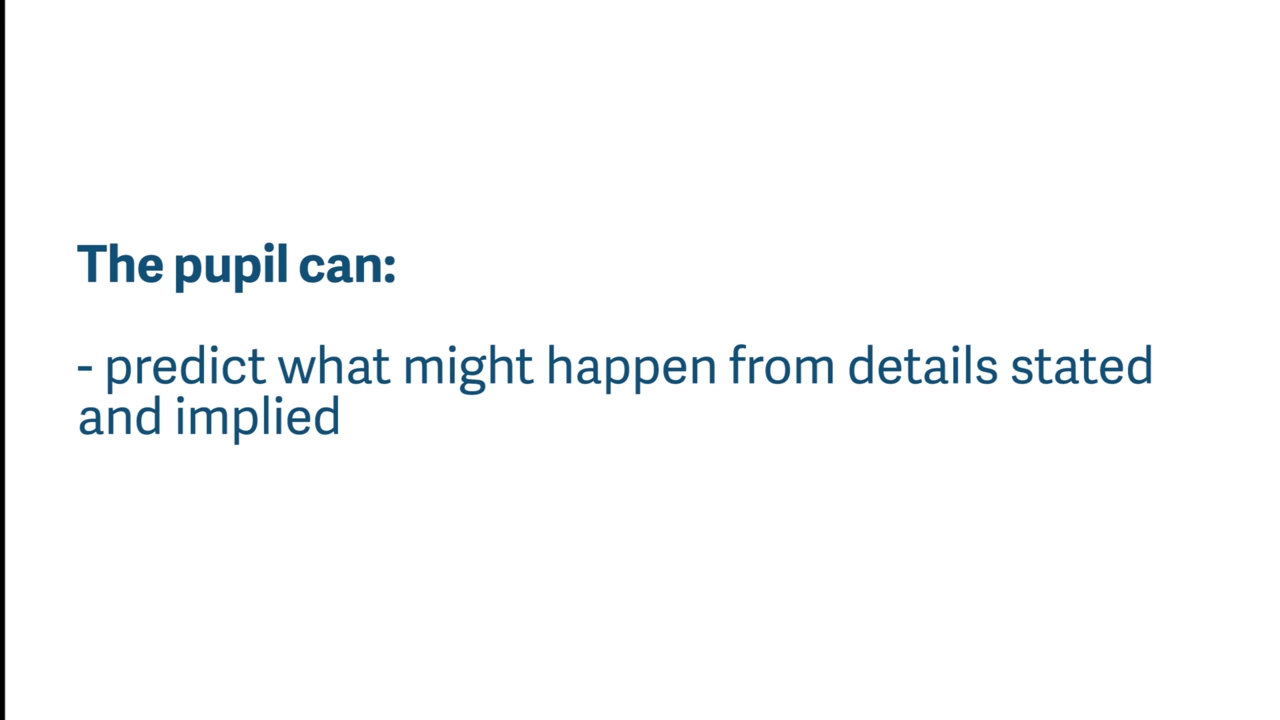 The pupil can:
- predict what might happen from details stated
and implied